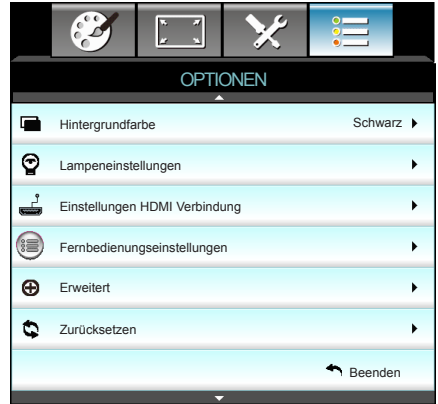 OPTIONEN
Hintergrundfarbe Schwarz
Lampeneinstellungen
Einstellungen HDMI Verbindung
Fernbedienungseinstellungen
Erweitert
Zurücksetzen
Beenden